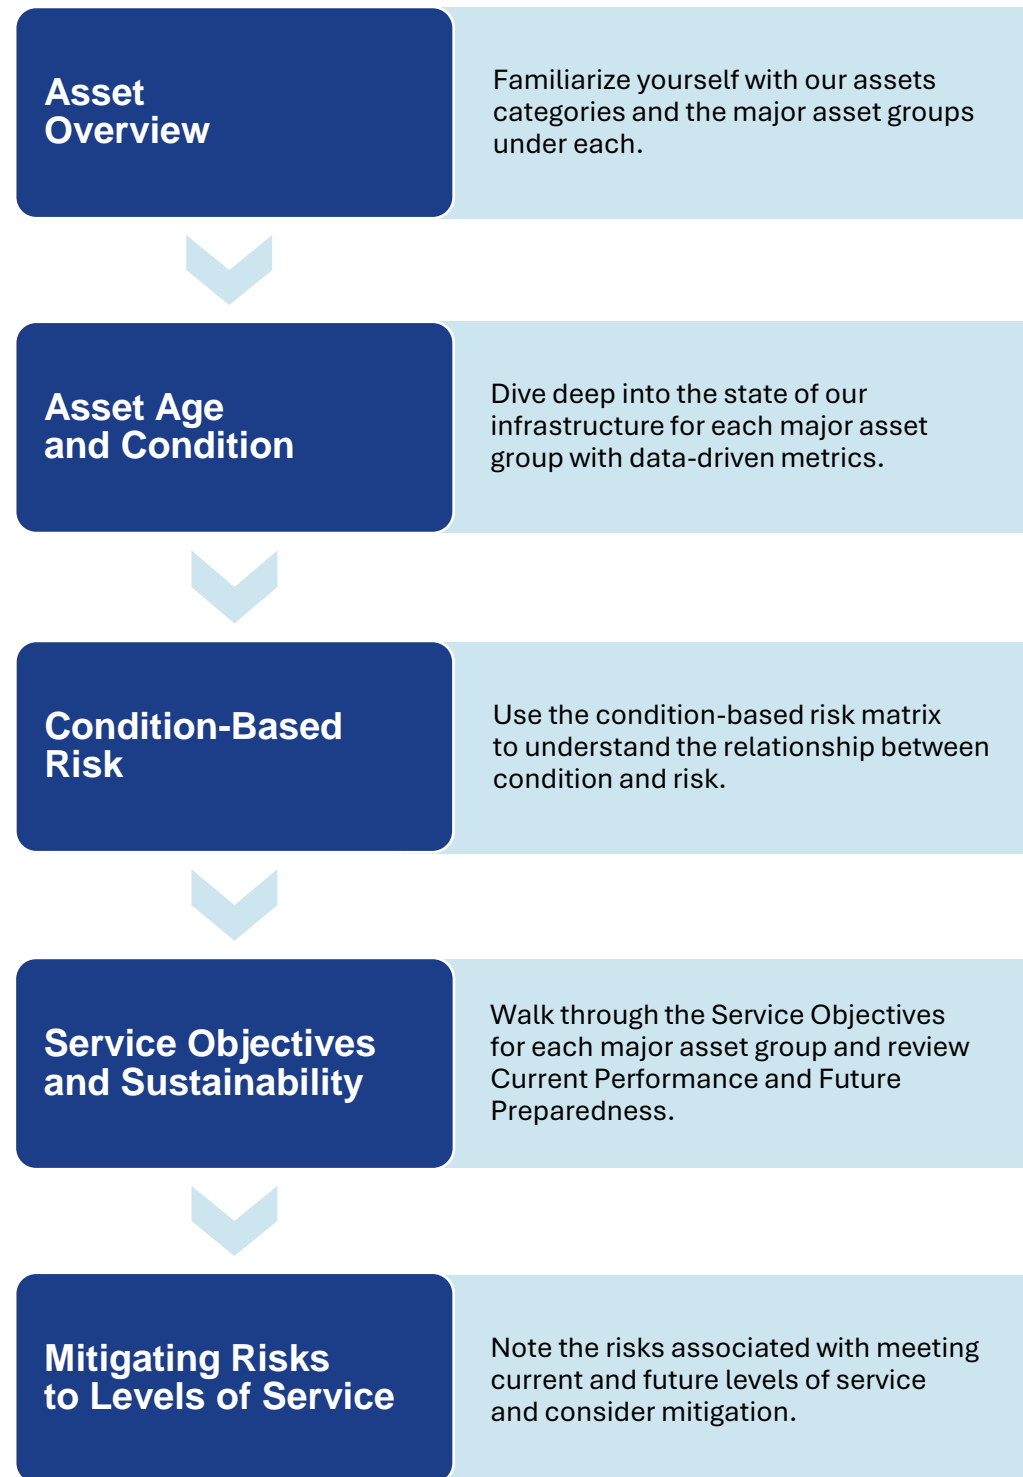 Asset
Overview
Familiarize yourself with our assets
categories and the major asset groups
under each.
Asset Age
and Condition
Dive deep into the state of our
infrastructure for each major asset
group with data-driven metrics.
Condition-Based
Risk
Use the condition-based risk matrix
to understand the relationship between
condition and risk.
Service Objectives
and Sustainability
Walk through the Service Objectives
for each major asset group and review
Current Performance and Future
Preparedness.
Mitigating Risks
to Levels of Service
Note the risks associated with meeting
current and future levels of service
and consider mitigation.